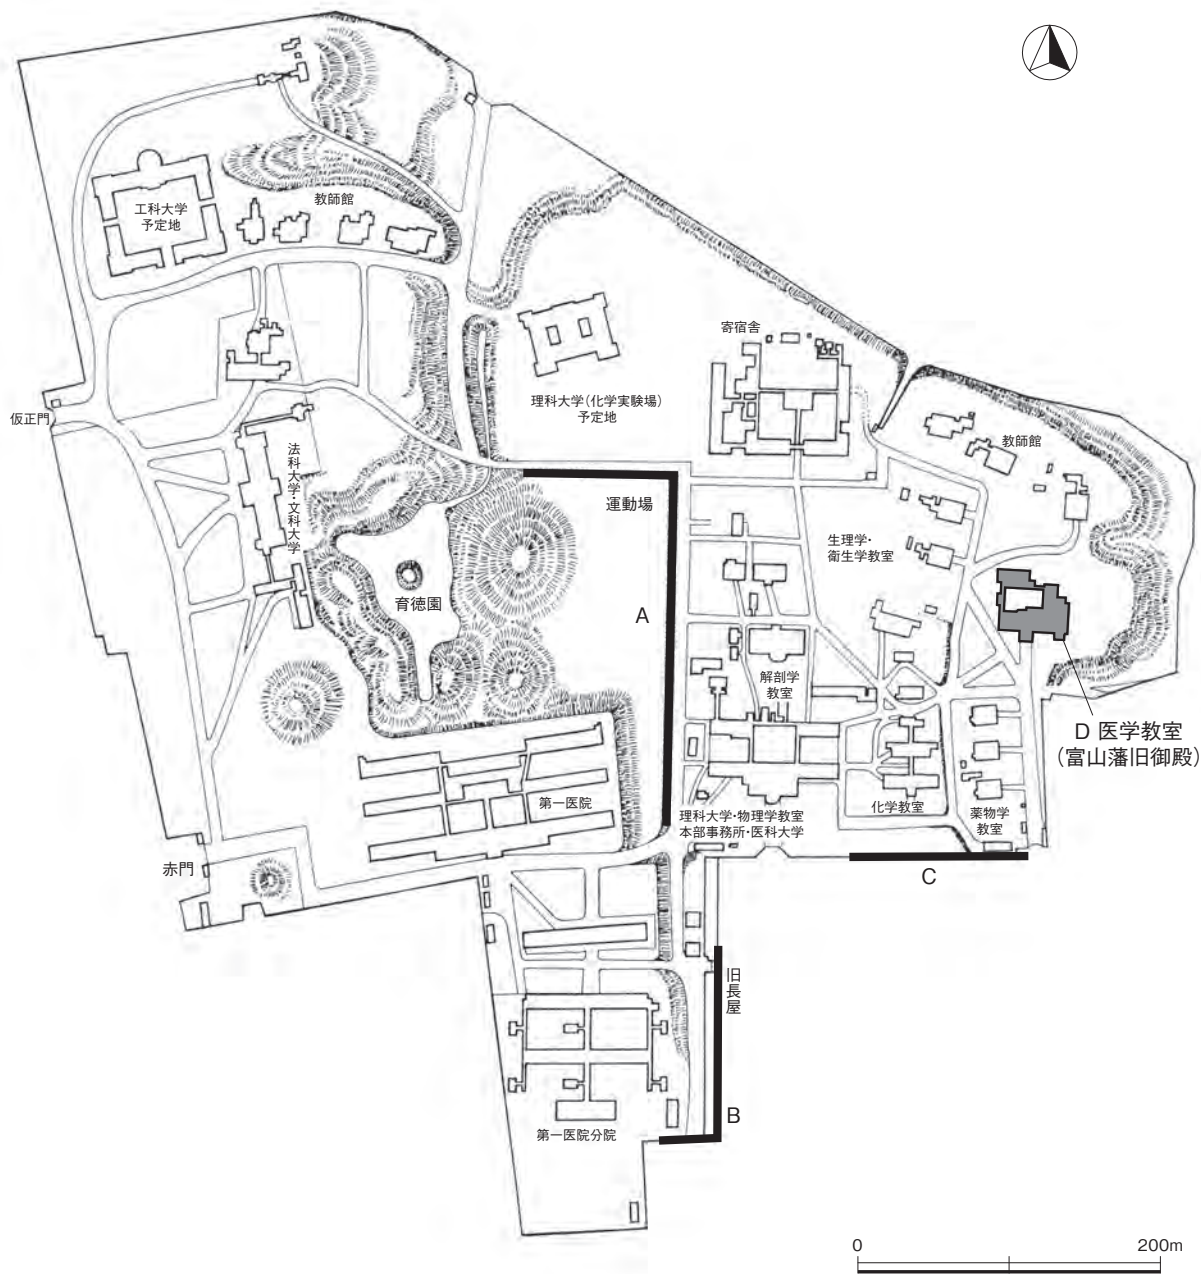 教師館
工科大学
予定地
寄宿舎
理科大学(化学実験場)
予定地
仮正門
法科大学・文科大学
教師館
運動場
生理学・
衛生学教室
育徳園
A
解剖学
教室
D 医学教室
(富山藩旧御殿)
第一医院
理科大学・物理学教室
本部事務所・医科大学
化学教室
薬物学
教室
赤門
C
旧長屋
B
第一医院分院
0
200m